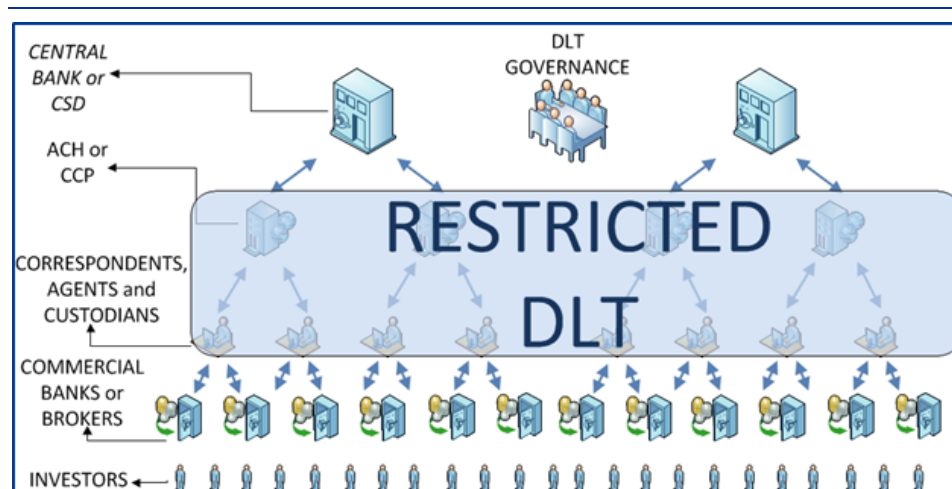 CENTRAL
BANK or
CSD
DLT
GOVERNANCE
ACH or
CCP
RESTRICTED
DLT
CORRESPONDENTS,
AGENTS and
CUSTODIANS
COMMERCIAL
BANKS or
BROKERS
INVESTORS